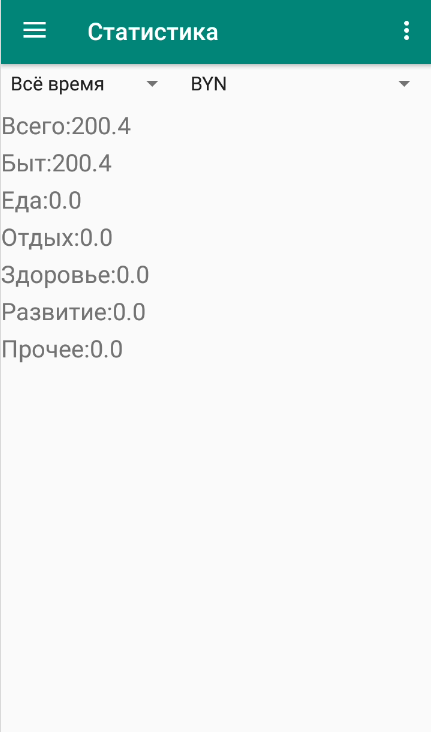 Статистика
Всё время BYN
Всего:200.4
Быт:200.4
Еда:0.0
Отдых:0.0
Здоровье:0.0
Развитие:0.0
Прочее:0.0